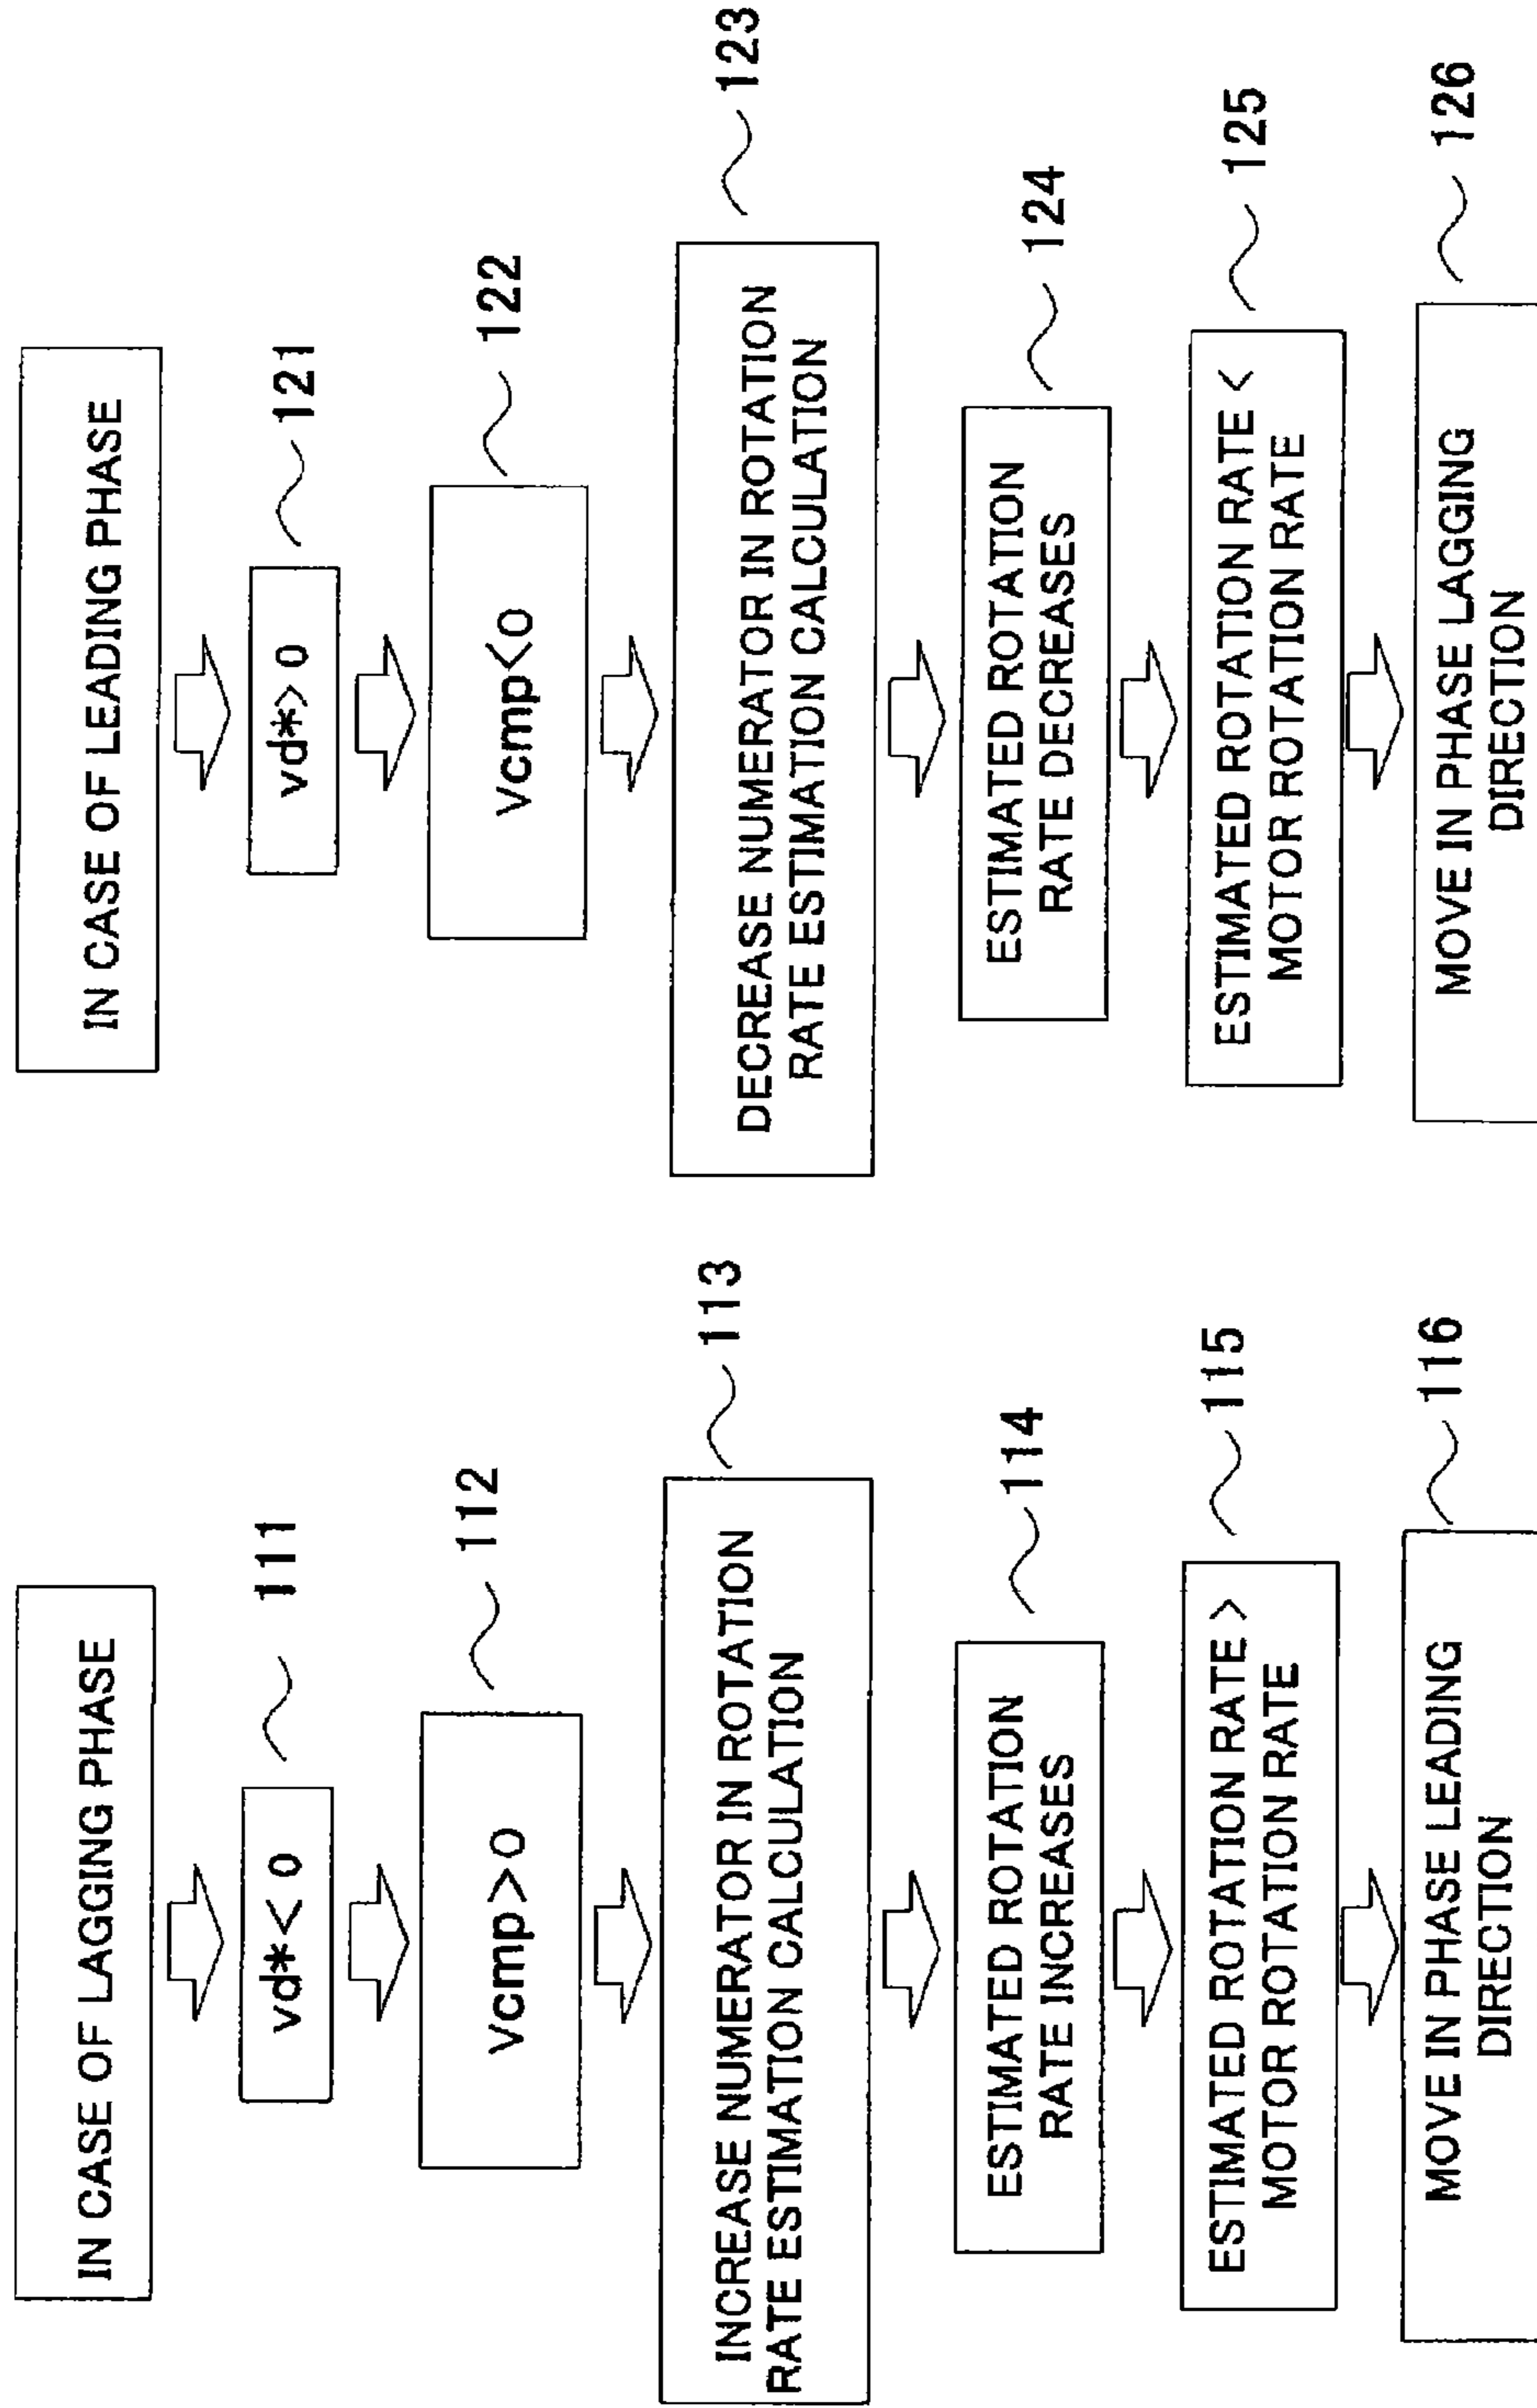 IN CASE OF LAGGING PHASE
vd*< 0
111
Vcmp>0
112
INCREASE NUMERATOR IN ROTATION
RATE ESTIMATION CALCULATION
113
ESTIMATED ROTATION
RATE INCREASES
114
ESTIMATED ROTATION RATE >
MOTOR ROTATION RATE
115
MOVE IN PHASE LEADING
DIRECTION
116
IN CASE OF LEADING PHASE
vd*> 0
121
Vcmp<0
122
DECREASE NUMERATOR IN ROTATION
RATE ESTIMATION CALCULATION
123
ESTIMATED ROTATION
RATE DECREASES
124
ESTIMATED ROTATION RATE <
MOTOR ROTATION RATE
125
MOVE IN PHASE LAGGING
DIRECTION
126